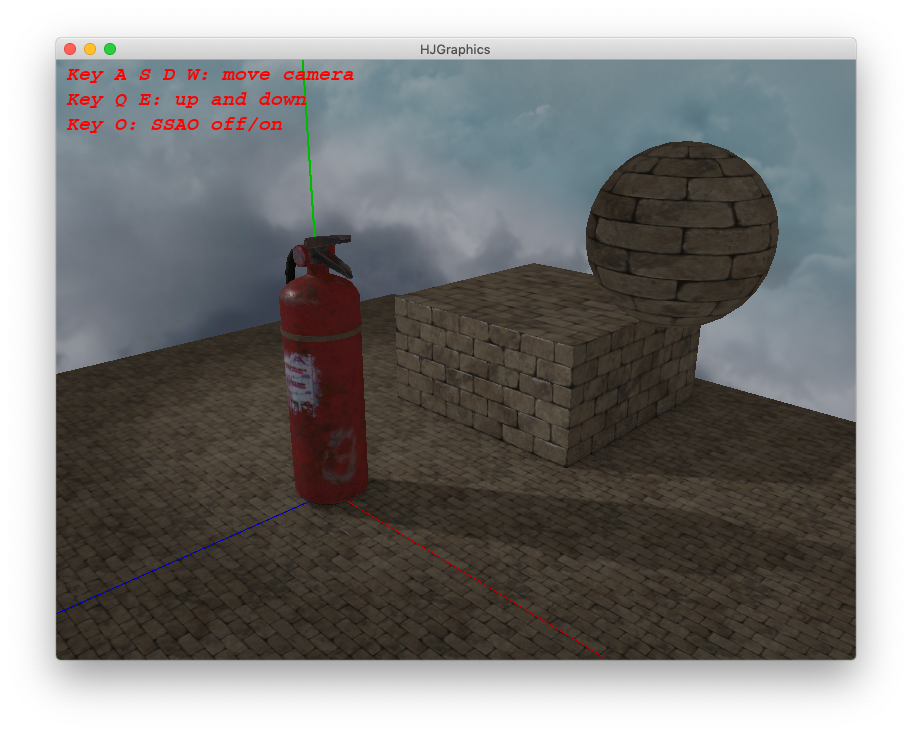 HJGraphics
Key A S D W: move camera
Key Q E: up and down
Key O: SSAO off/on